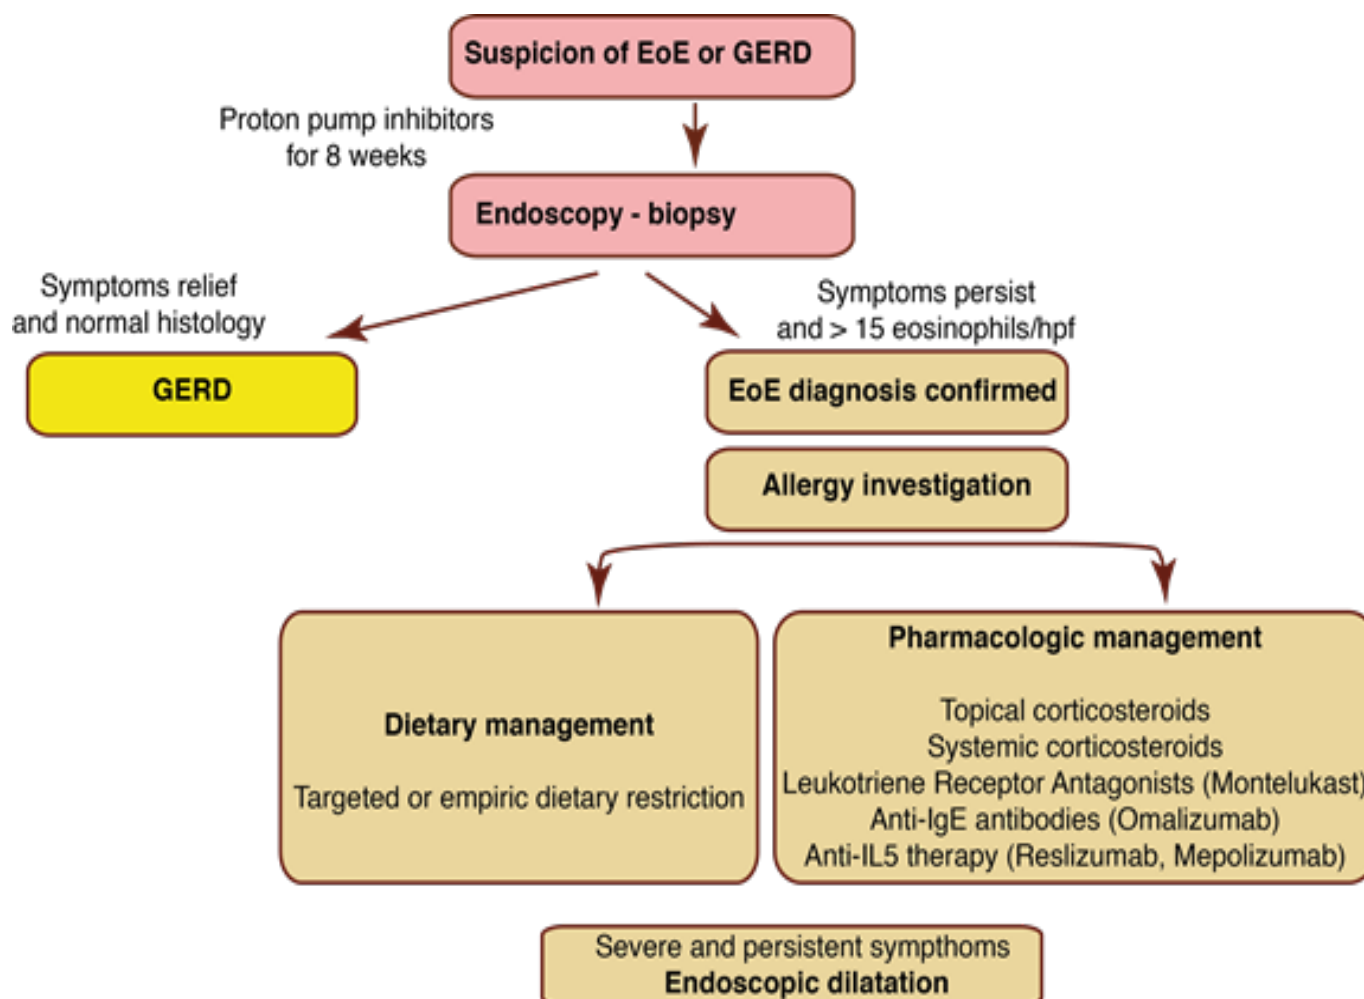 Suspicion of EoE or GERD
Proton pump inhibitors
for 8 weeks
Endoscopy - biopsy
Symptoms relief
and normal histology
Symptoms persist
and > 15 eosinophils/hpf
GERD
EoE diagnosis confirmed
Allergy investigation
Dietary management
Targeted or empiric dietary restriction
Pharmacologic management
Topical corticosteroids
Systemic corticosteroids
Leukotriene Receptor Antagonists (Montelukast)
Anti-IgE antibodies (Omalizumab)
Anti-IL5 therapy (Reslizumab, Mepolizumab)
Severe and persistent sympthoms
Endoscopic dilatation